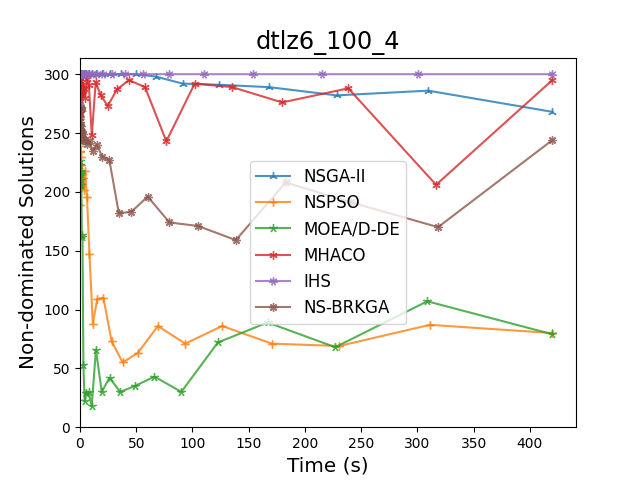 dtlz6_100_4
Non-dominated Solutions
300
250
200
150
100
50
0
NSGA-II
NSPSO
MOEA/D-DE
MHACO
IHS
NS-BRKGA
0 50 100 150 200 250 300 350 400
Time (s)